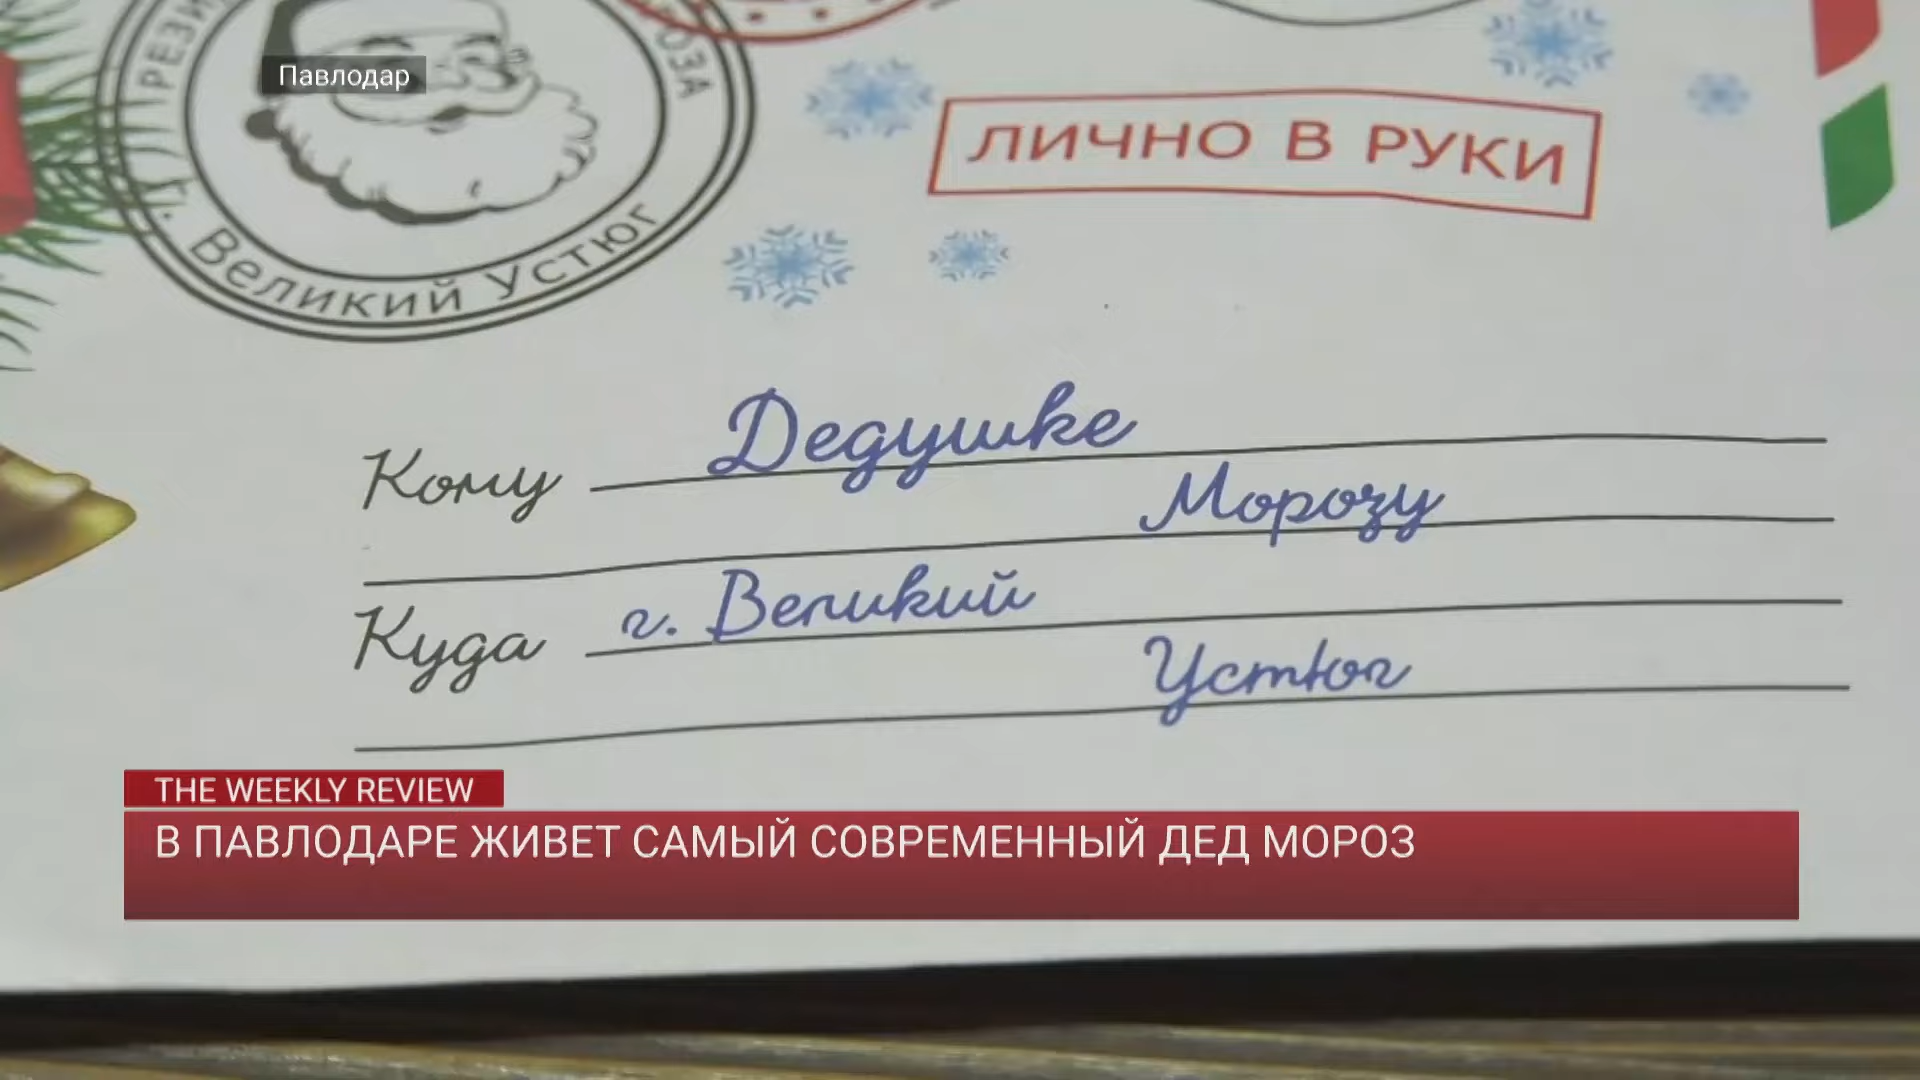 Павлодар
г. Великий Устюг
ЛИЧНО В РУКИ
Кому Дедушке
Морозу
Куда г. Великий
Устюг
THE WEEKLY REVIEW
В ПАВЛОДАРЕ ЖИВЕТ САМЫЙ СОВРЕМЕННЫЙ ДЕД МОРОЗ